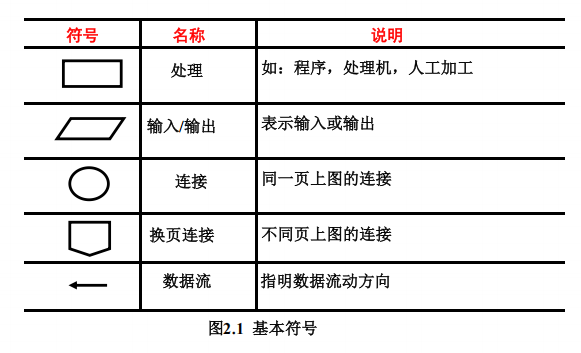 符号 名称 说明
处理 如：程序，处理机，人工加工
输入/输出 表示输入或输出
连接 同一页上图的连接
换页连接 不同页上图的连接
数据流 指明数据流动方向
图2.1 基本符号